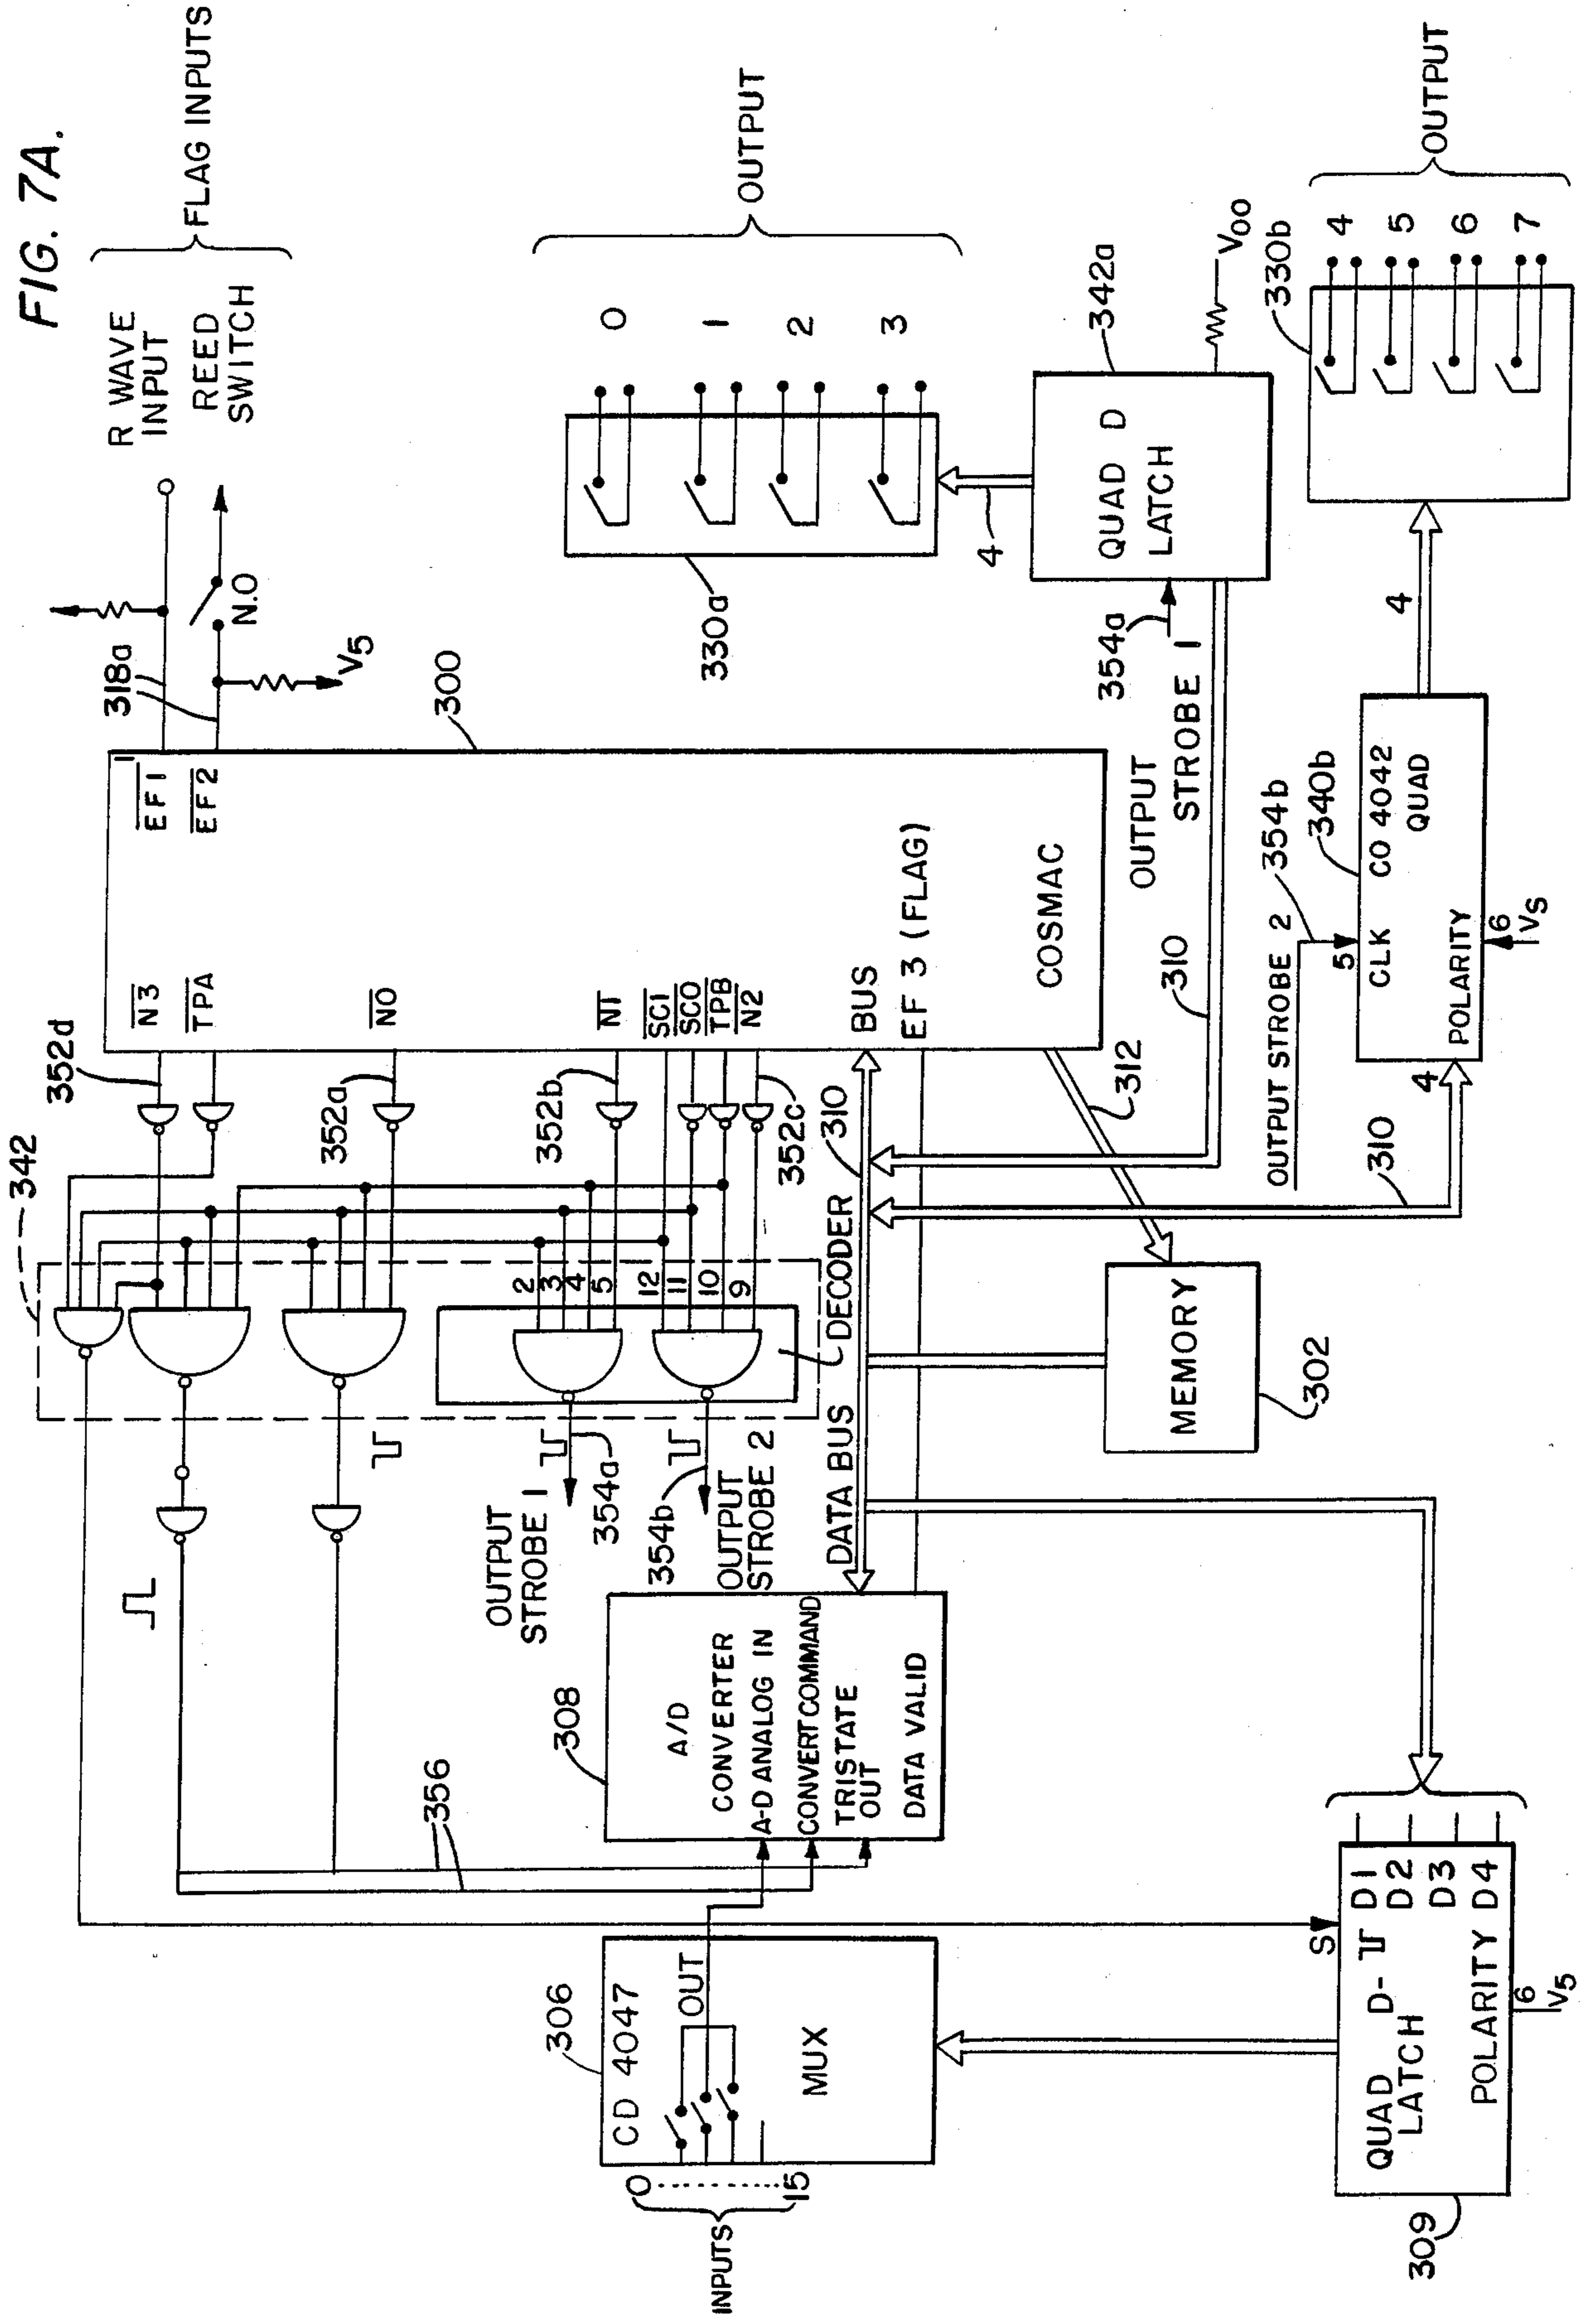 FIG. 7A.
R WAVE
INPUT
REED
SWITCH
FLAG INPUTS
318a
N.O
V5
300
EF1
EF2
1
N3
TPA
N0
N1
SC1
SC0
TPB
N2
BUS
EF 3 (FLAG)
COSMAC
352d
352a
352b
352c
342
2
3
4
5
12
11
10
9
DECODER
OUTPUT
STROBE 1
354a
354b
OUTPUT
STROBE 2
DATA BUS
310
312
MEMORY
302
356
308
A/D
CONVERTER
A-D ANALOG IN
CONVERT COMMAND
TRISTATE
OUT
DATA VALID
306
CD 4047
OUT
MUX
INPUTS
0
15
S
QUAD D-
LATCH
D1
D2
D3
POLARITY D4
6
V5
309
0
1
2
3
OUTPUT
330a
4
342a
QUAD D
LATCH
V00
354a
OUTPUT
STROBE 1
310
OUTPUT STROBE 2
354b
340b
5
CLK
CO 4042
QUAD
POLARITY
6
VS
4
310
4
330b
4
5
6
7
OUTPUT